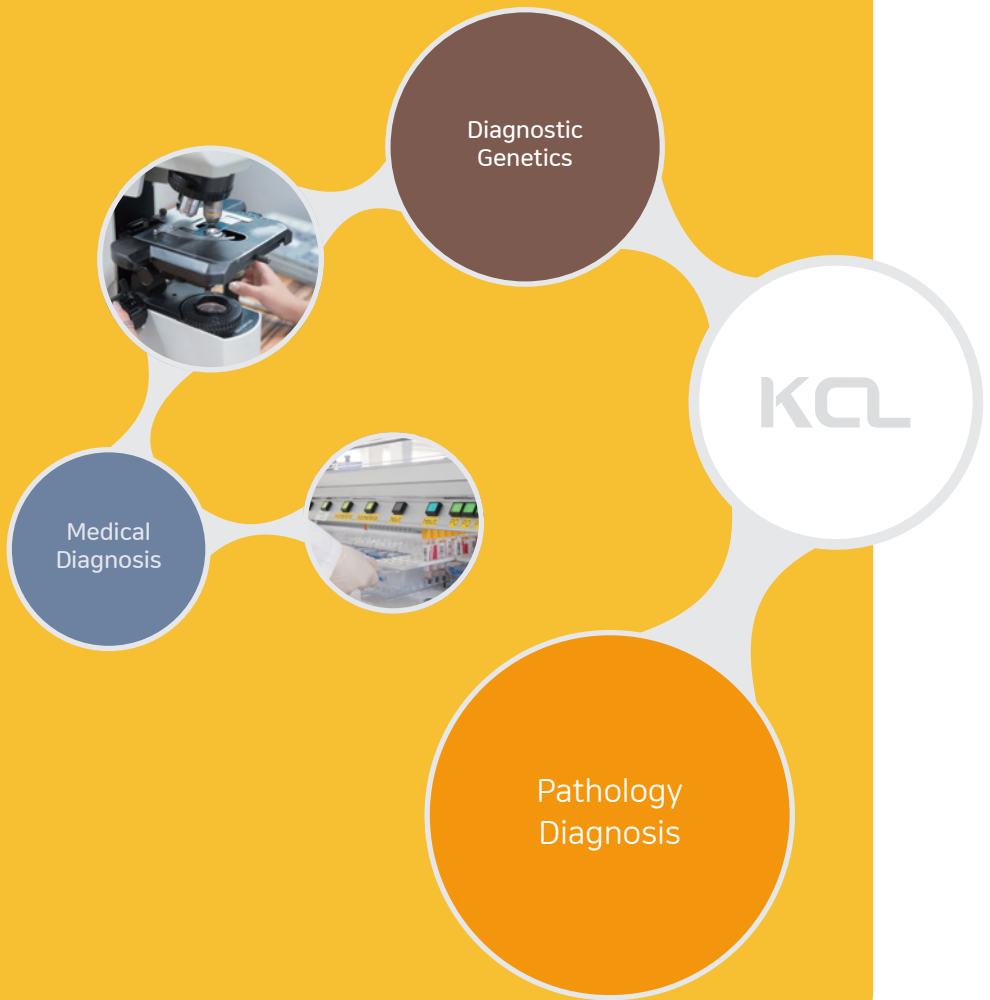 Diagnostic
Genetics
KCL
Medical
Diagnosis
Pathology
Diagnosis